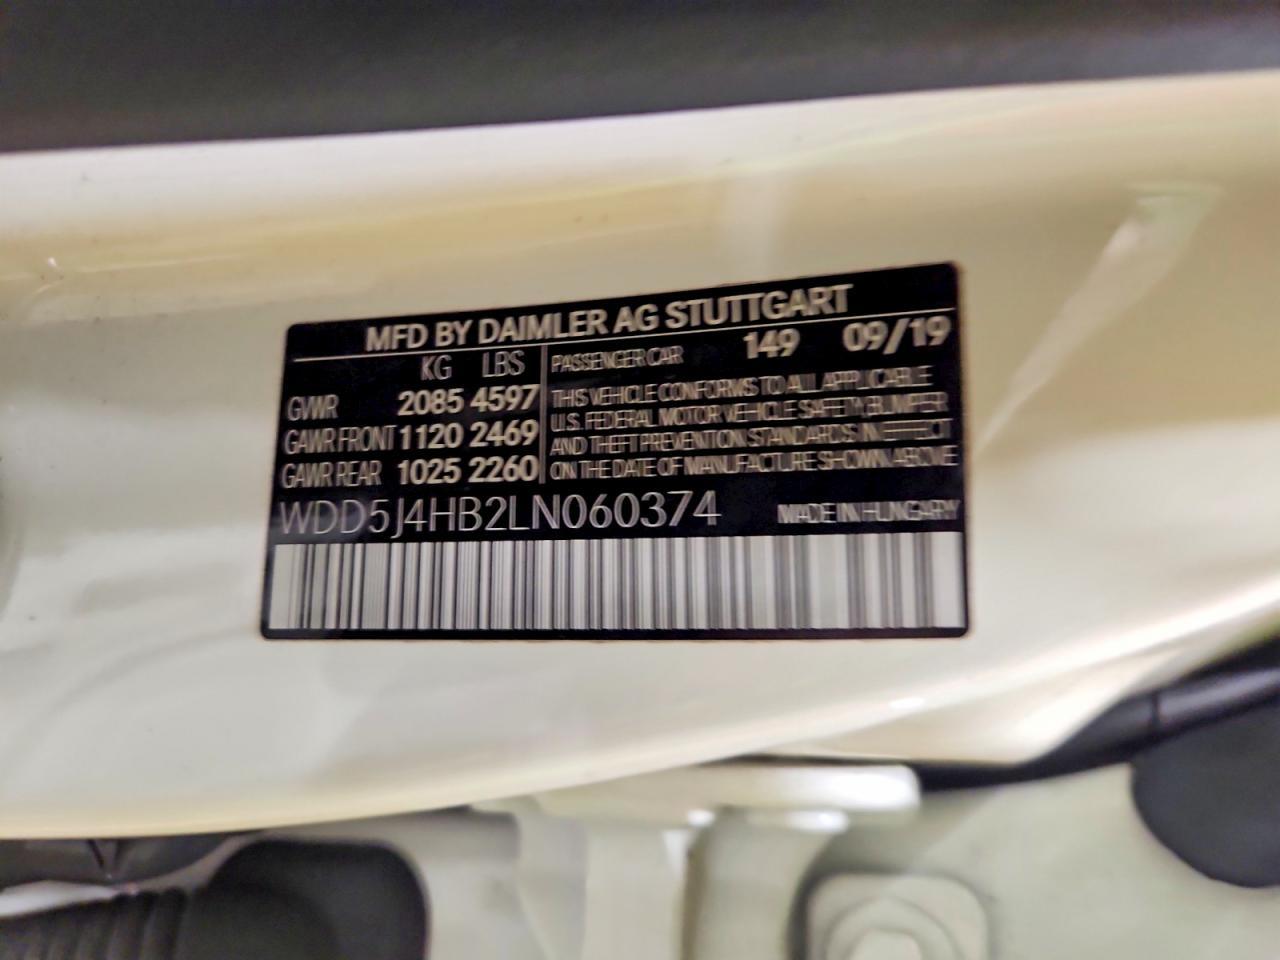 MFD BY DAIMLER AG STUTTGART
KG LBS
GVWR 2085 4597
GAWR FRONT 1120 2469
GAWR REAR 1025 2260
PASSENGER CAR 149 09/19
THIS VEHICLE CONFORMS TO ALL APPLICABLE
U.S. FEDERAL MOTOR VEHICLE SAFETY, BUMPER
AND THEFT PREVENTION STANDARDS IN EFFECT
ON THE DATE OF MANUFACTURE SHOWN ABOVE
WDD5J4HB2LN060374 MADE IN HUNGARY